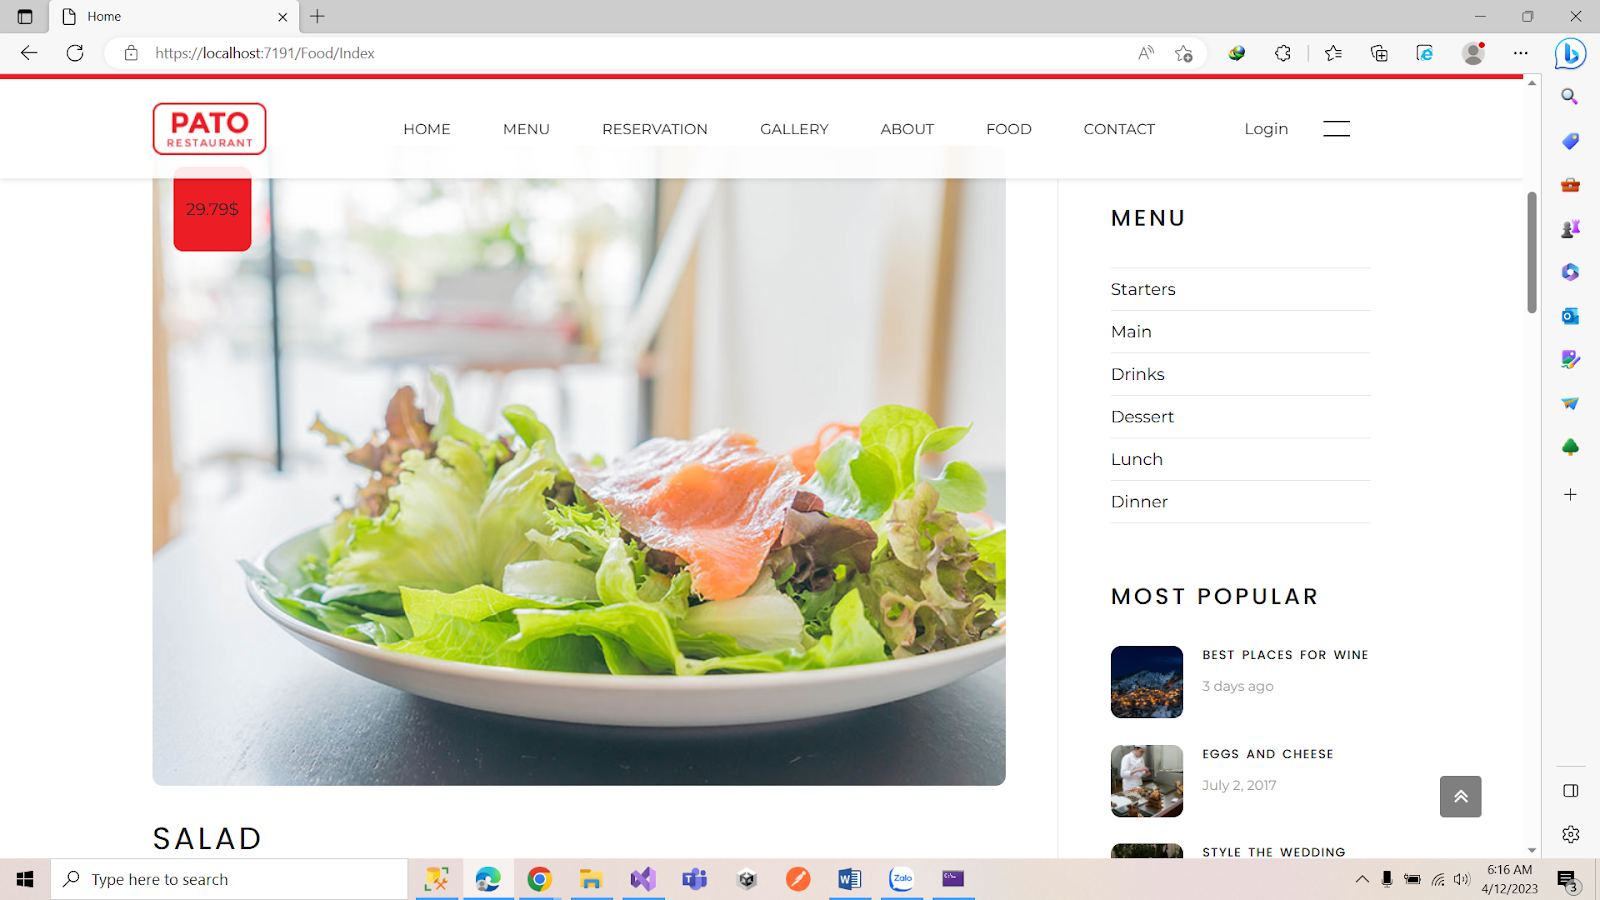 Home
https://localhost:7191/Food/Index
PATO
RESTAURANT
HOME MENU RESERVATION GALLERY ABOUT FOOD CONTACT Login
29.79$
SALAD
MENU
Starters
Main
Drinks
Dessert
Lunch
Dinner
MOST POPULAR
BEST PLACES FOR WINE
3 days ago
EGGS AND CHEESE
July 2, 2017
STYLE THE WEDDING
Type here to search
Zalo
6:16 AM
4/12/2023
3